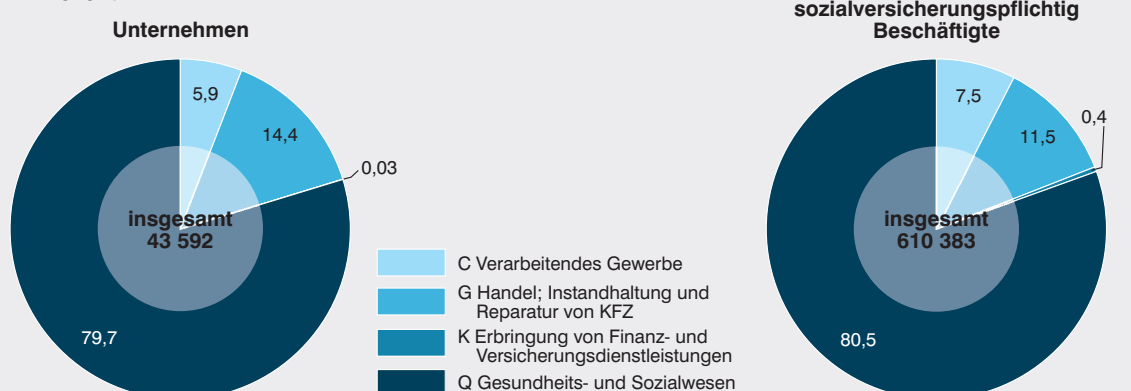 Unternehmen
5,9
14,4
0,03
insgesamt
43 592
79,7
sozialversicherungspflichtig
Beschäftigte
7,5
0,4
11,5
insgesamt
610 383
80,5
C Verarbeitendes Gewerbe
G Handel; Instandhaltung und
Reparatur von KFZ
K Erbringung von Finanz- und
Versicherungsdienstleistungen
Q Gesundheits- und Sozialwesen